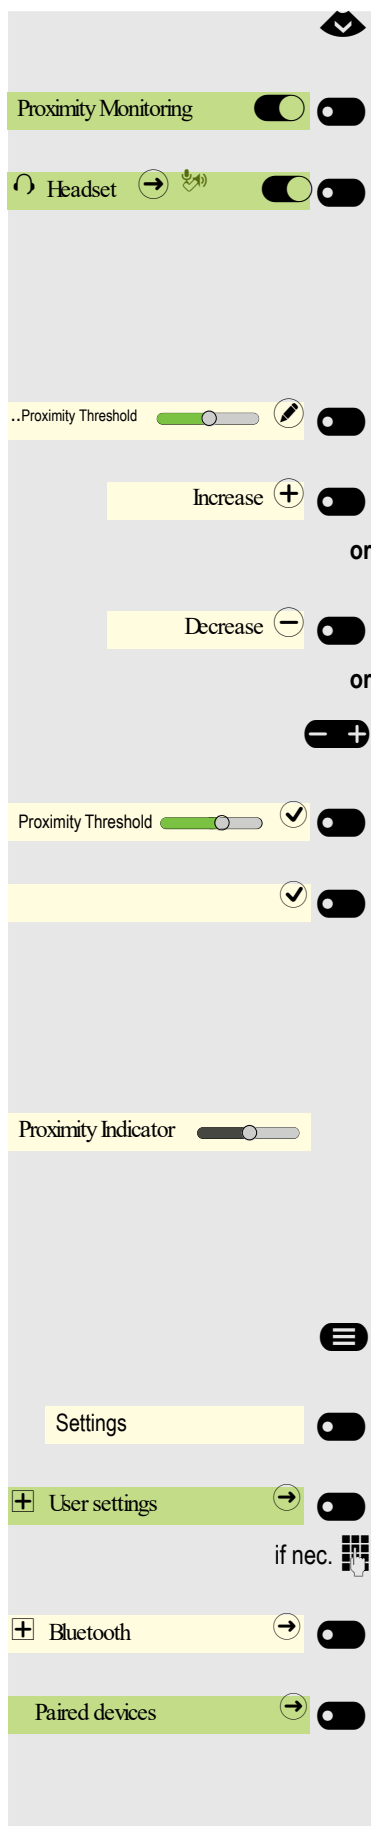 Proximity Monitoring
Headset
..Proximity Threshold
Increase
or
Decrease
or
Proximity Threshold
Proximity Indicator
Settings
User settings
if nec.
Bluetooth
Paired devices